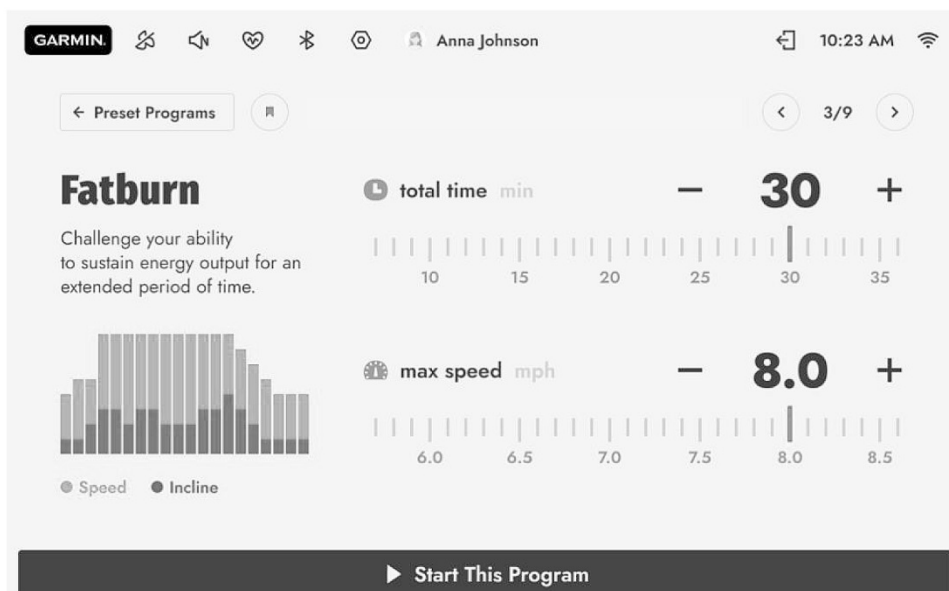 GARMIN.
Anna Johnson
10:23 AM
← Preset Programs
3/9
Fatburn
Challenge your ability
to sustain energy output for an
extended period of time.
Speed
Incline
total time min
− 30 +
10 15 20 25 30 35
max speed mph
− 8.0 +
6.0 6.5 7.0 7.5 8.0 8.5
Start This Program